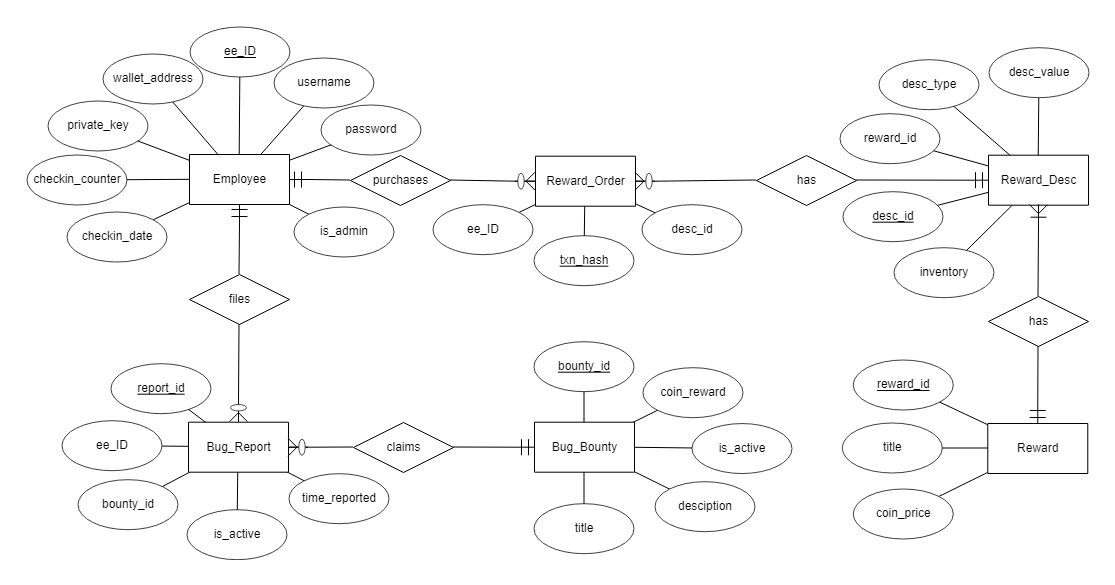 ee_ID
wallet_address
username
private_key
password
checkin_counter
Employee
checkin_date
is_admin
purchases
Reward_Order
ee_ID
txn_hash
desc_id
has
desc_type
desc_value
reward_id
Reward_Desc
desc_id
inventory
files
has
report_id
ee_ID
Bug_Report
bounty_id
is_active
time_reported
claims
bounty_id
coin_reward
Bug_Bounty
is_active
desciption
title
reward_id
title
Reward
coin_price